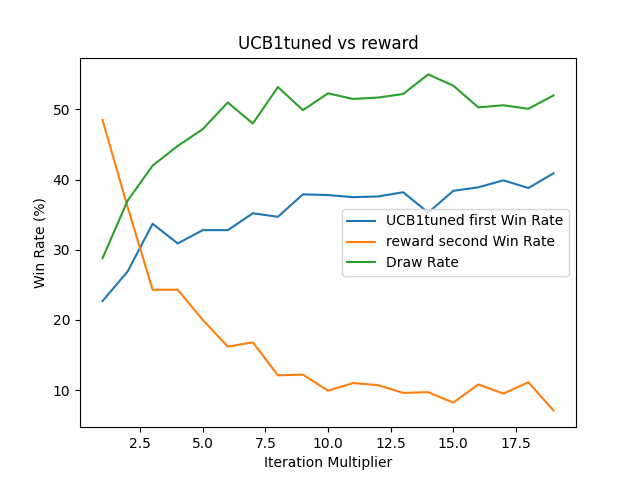 UCB1tuned vs reward
Win Rate (%)
50
40
30
20
10
UCB1tuned first Win Rate
reward second Win Rate
Draw Rate
2.5 5.0 7.5 10.0 12.5 15.0 17.5
Iteration Multiplier